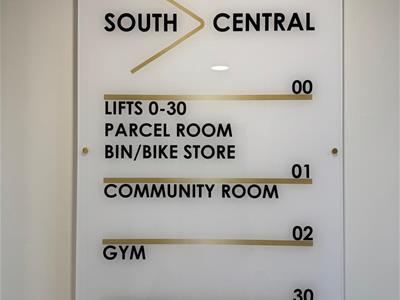 SOUTH CENTRAL
00
LIFTS 0-30
PARCEL ROOM
BIN/BIKE STORE
01
COMMUNITY ROOM
02
GYM
30